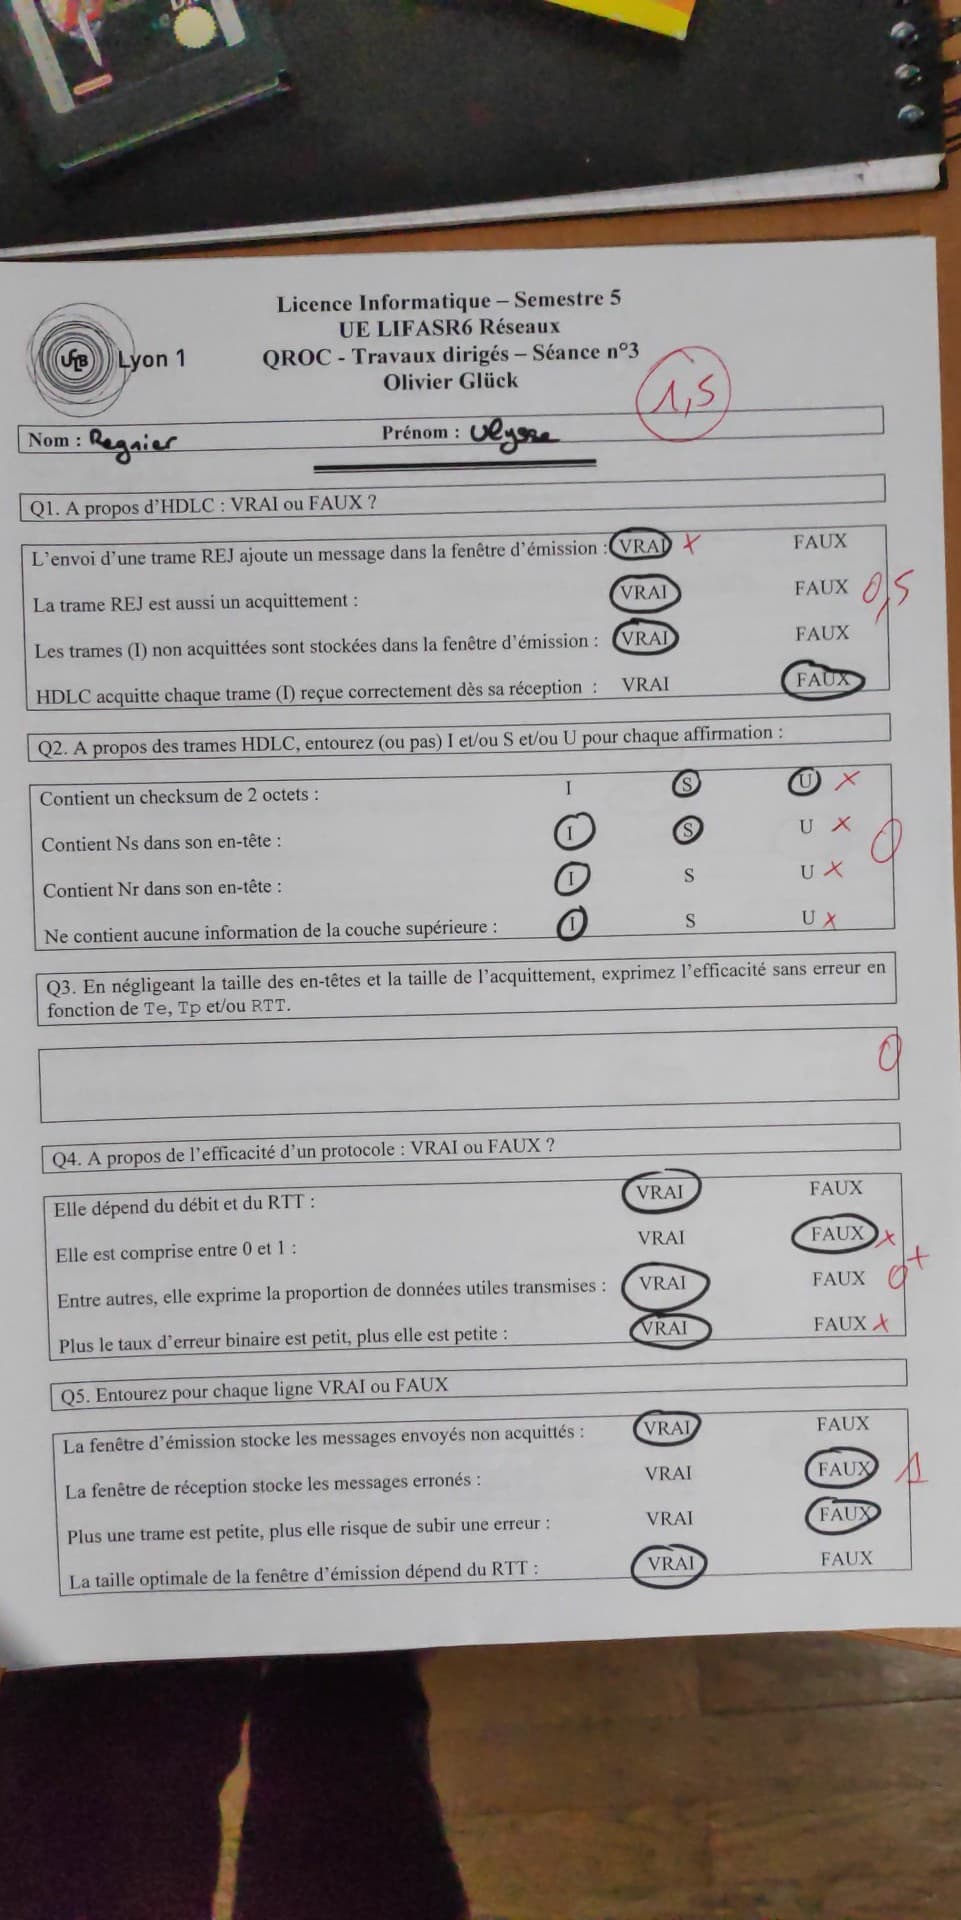 Licence Informatique – Semestre 5
UE LIFASR6 Réseaux
UCB Lyon 1
QROC - Travaux dirigés – Séance n°3
Olivier Glück
1,5
Nom : Regnier Prénom : Ulysse
Q1. A propos d'HDLC : VRAI ou FAUX ?
L'envoi d'une trame REJ ajoute un message dans la fenêtre d'émission : VRAI x FAUX
La trame REJ est aussi un acquittement : VRAI FAUX 0,5
Les trames (I) non acquittées sont stockées dans la fenêtre d'émission : VRAI FAUX
HDLC acquitte chaque trame (I) reçue correctement dès sa réception : VRAI FAUX
Q2. A propos des trames HDLC, entourez (ou pas) I et/ou S et/ou U pour chaque affirmation :
Contient un checksum de 2 octets : I S U x
Contient Ns dans son en-tête : I S U x 0
Contient Nr dans son en-tête : I S U x
Ne contient aucune information de la couche supérieure : I S U x
Q3. En négligeant la taille des en-têtes et la taille de l'acquittement, exprimez l'efficacité sans erreur en
fonction de Te, Tp et/ou RTT.
0
Q4. A propos de l'efficacité d'un protocole : VRAI ou FAUX ?
Elle dépend du débit et du RTT : VRAI FAUX
Elle est comprise entre 0 et 1 : VRAI FAUX x
Entre autres, elle exprime la proportion de données utiles transmises : VRAI FAUX 0+
Plus le taux d'erreur binaire est petit, plus elle est petite : VRAI FAUX x
Q5. Entourez pour chaque ligne VRAI ou FAUX
La fenêtre d'émission stocke les messages envoyés non acquittés : VRAI FAUX
La fenêtre de réception stocke les messages erronés : VRAI FAUX 1
Plus une trame est petite, plus elle risque de subir une erreur : VRAI FAUX
La taille optimale de la fenêtre d'émission dépend du RTT : VRAI FAUX